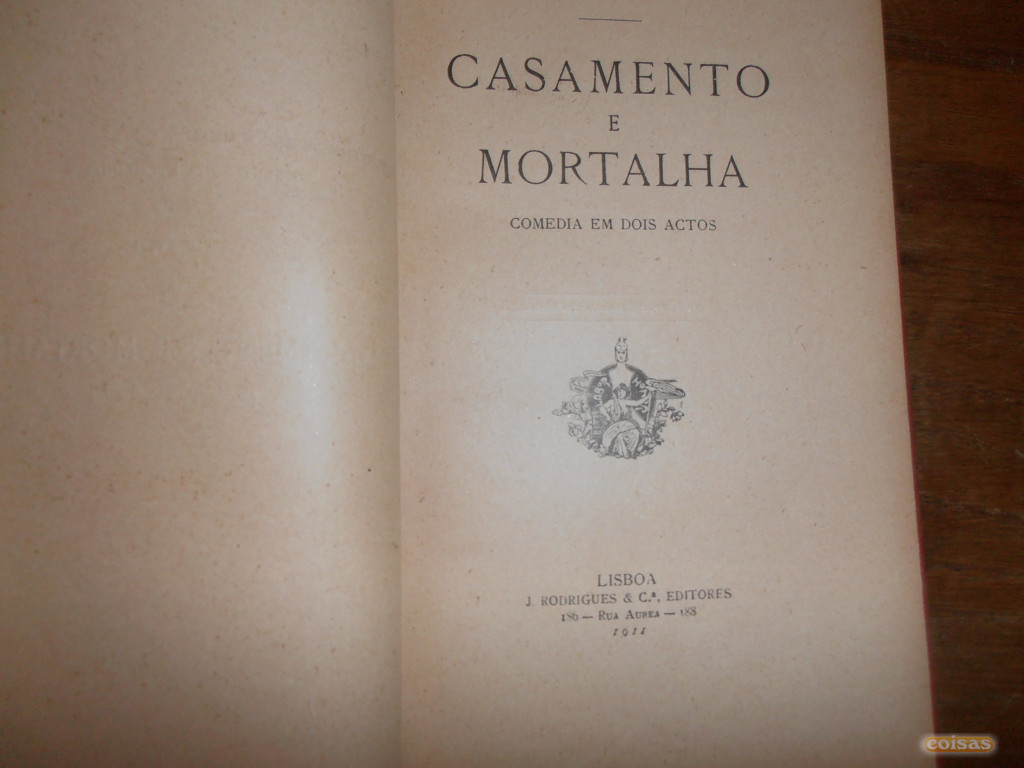 CASAMENTO
E
MORTALHA
COMEDIA EM DOIS ACTOS
LISBOA
J. RODRIGUES & C.ª, EDITORES
186 — RUA AUREA — 188
1911
coisas